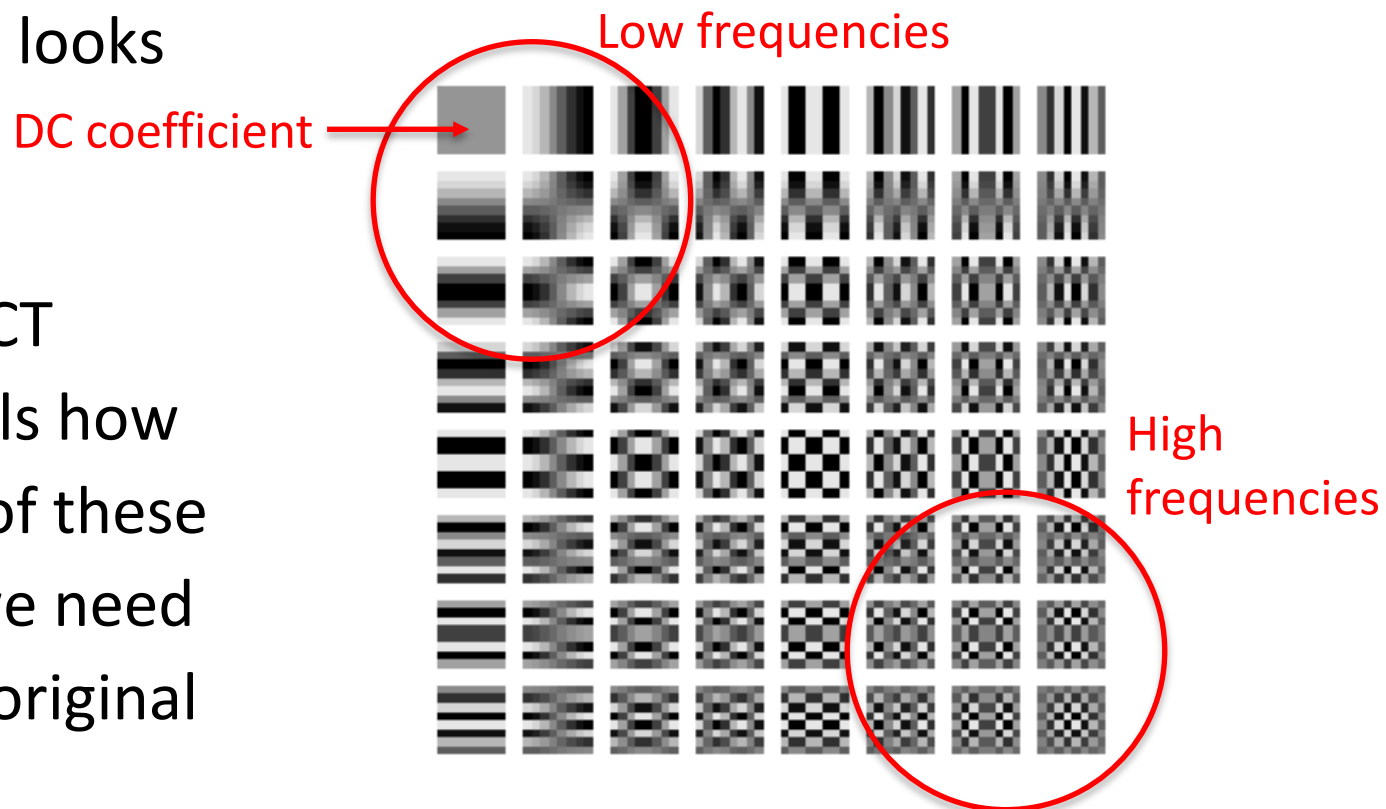 looks
DC coefficient
CT
ls how
of these
ve need
original
Low frequencies
High
frequencies